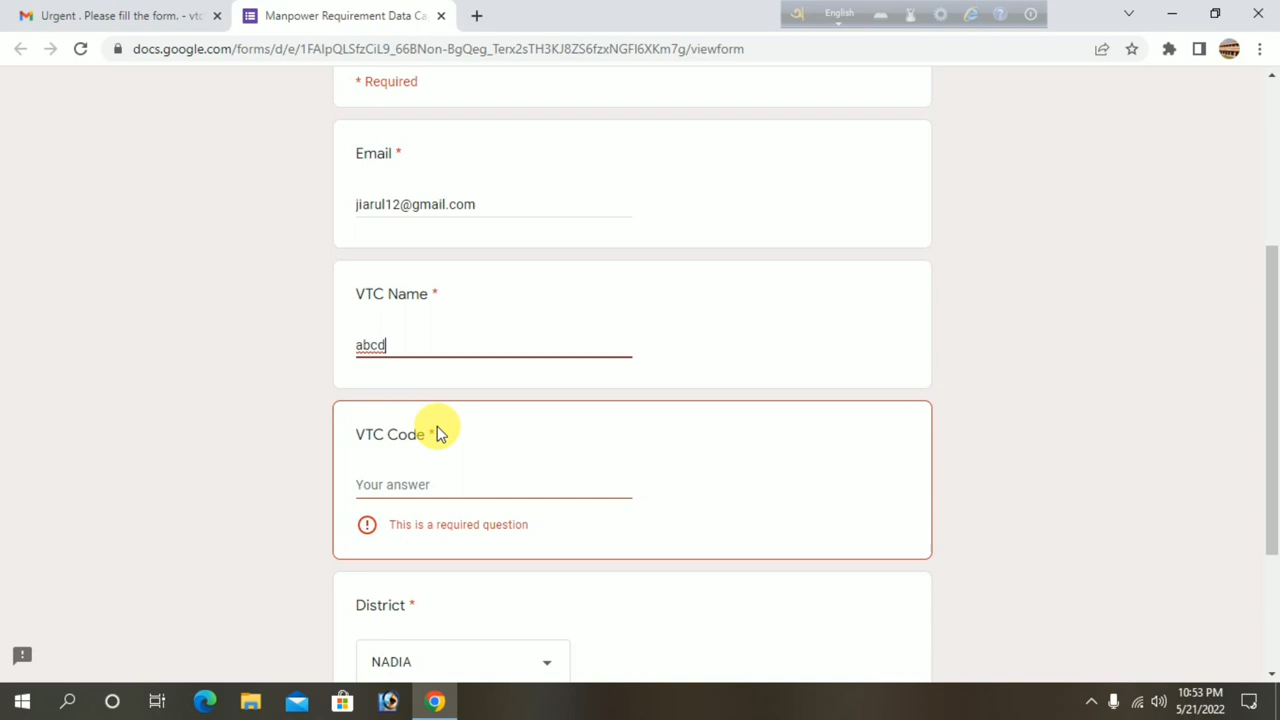 Urgent . Please fill the form. - vtc
Manpower Requirement Data Ca
English
docs.google.com/forms/d/e/1FAIpQLSfzCiL9_66BNon-BgQeg_Terx2sTH3KJ8ZS6fzxNGFl6XKm7g/viewform
* Required
Email *
jiarul12@gmail.com
VTC Name *
abcd
VTC Code *
Your answer
This is a required question
District *
NADIA
10:53 PM
5/21/2022